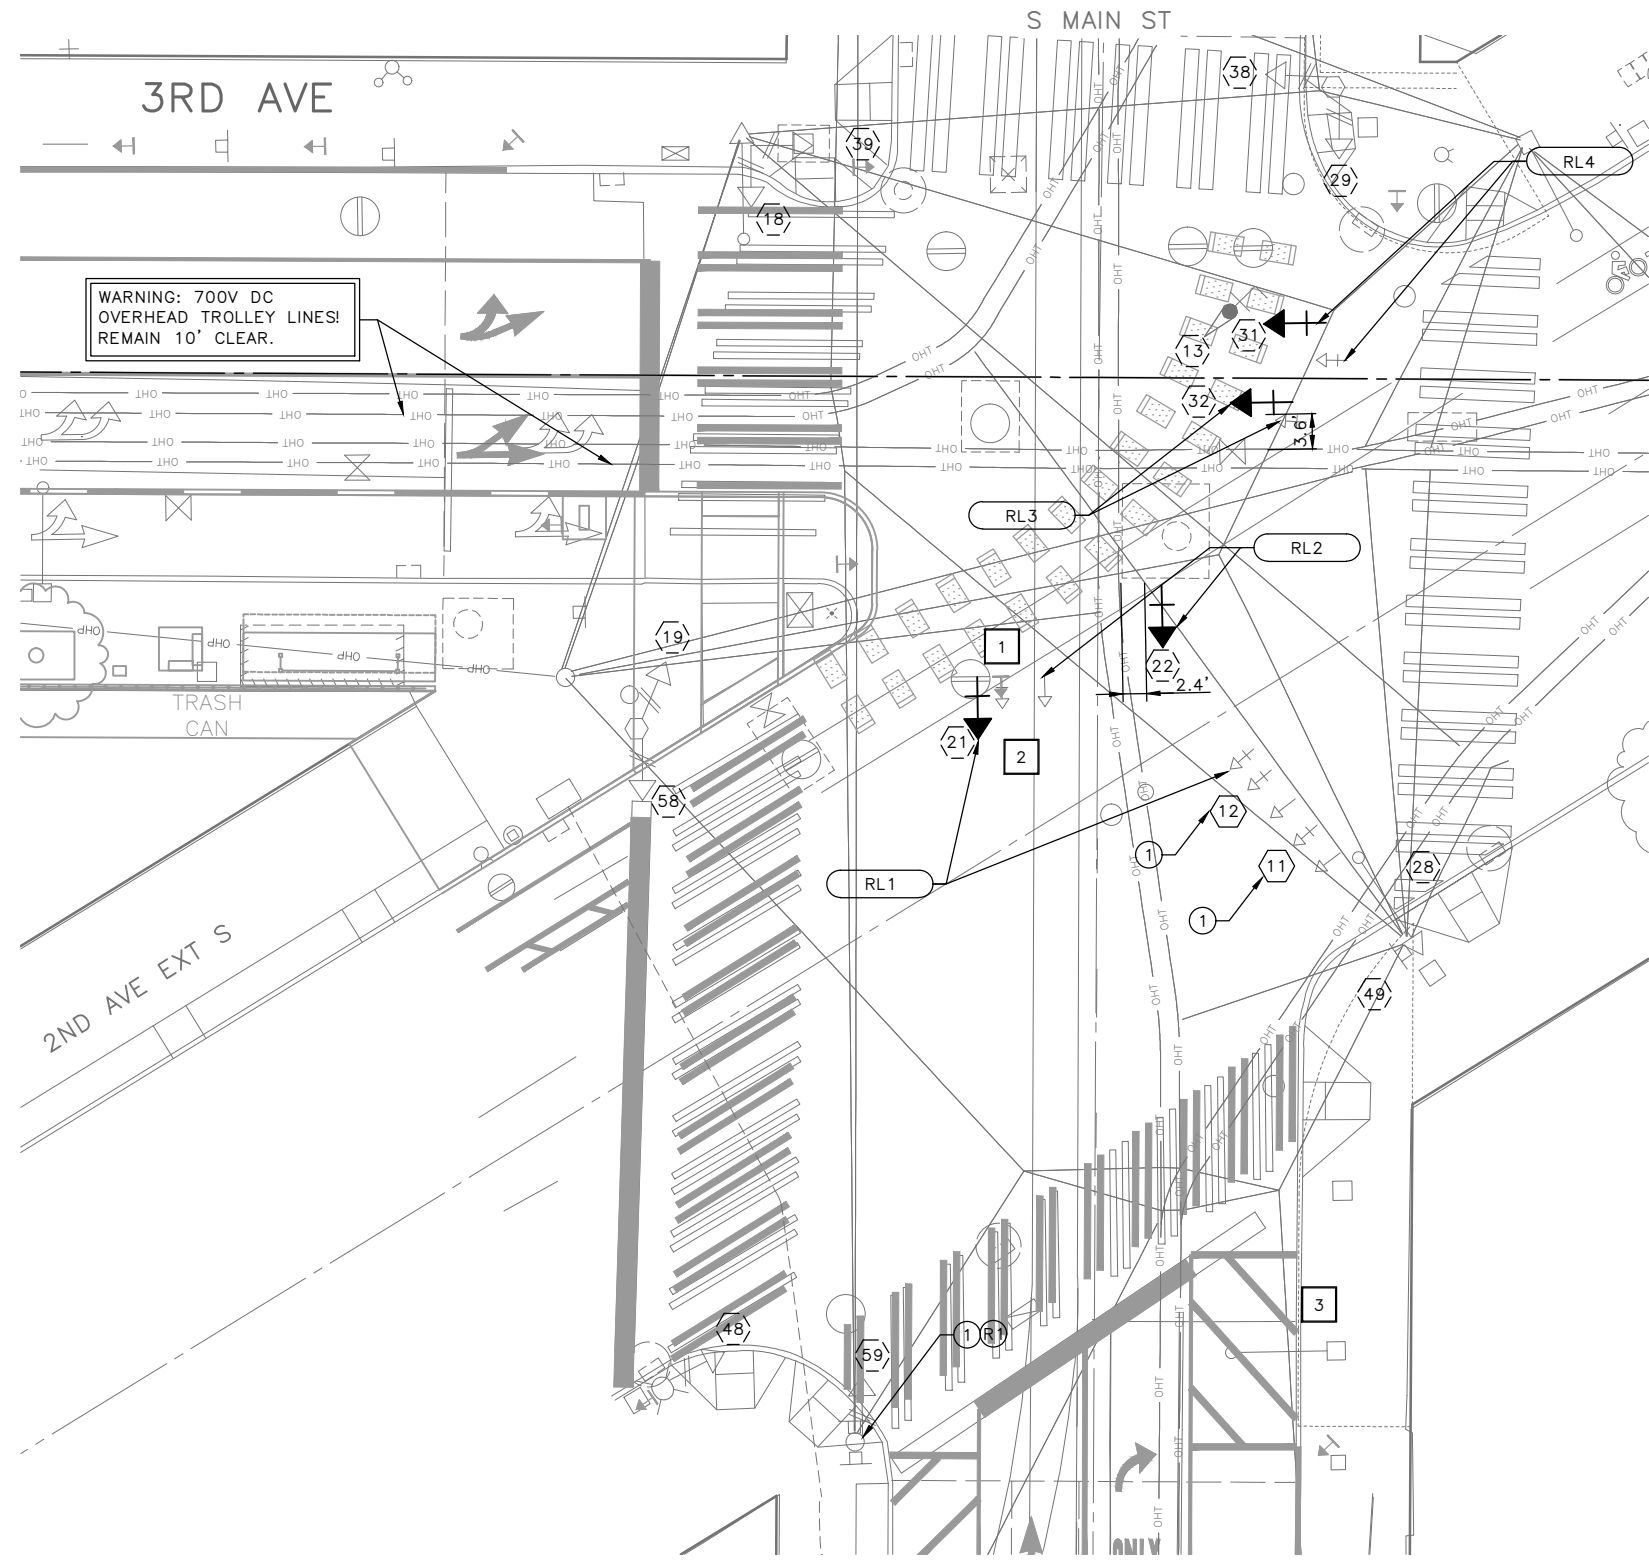 S MAIN ST
3RD AVE
38
39
RL4
29
18
WARNING: 700V DC
OVERHEAD TROLLEY LINES!
REMAIN 10' CLEAR.
31
13
32
3.6'
RL3
RL2
19
1
22
2.4'
TRASH
CAN
21
2
58
12
1
11
28
RL1
1
2ND AVE EXT S
49
3
48
1
R1
59
ONLY
OHT
OHP